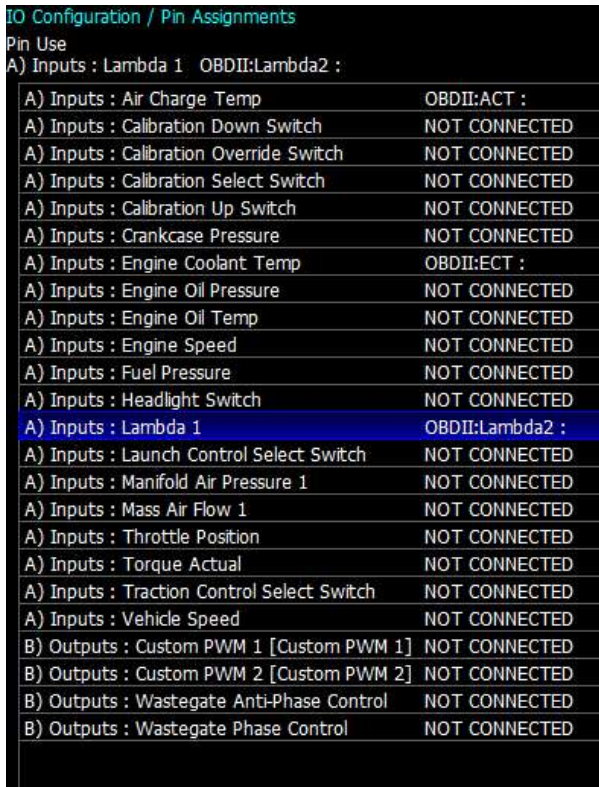 IO Configuration / Pin Assignments
Pin Use
A) Inputs : Lambda 1 OBDII:Lambda2 :
A) Inputs : Air Charge Temp OBDII:ACT :
A) Inputs : Calibration Down Switch NOT CONNECTED
A) Inputs : Calibration Override Switch NOT CONNECTED
A) Inputs : Calibration Select Switch NOT CONNECTED
A) Inputs : Calibration Up Switch NOT CONNECTED
A) Inputs : Crankcase Pressure NOT CONNECTED
A) Inputs : Engine Coolant Temp OBDII:ECT :
A) Inputs : Engine Oil Pressure NOT CONNECTED
A) Inputs : Engine Oil Temp NOT CONNECTED
A) Inputs : Engine Speed NOT CONNECTED
A) Inputs : Fuel Pressure NOT CONNECTED
A) Inputs : Headlight Switch NOT CONNECTED
A) Inputs : Lambda 1 OBDII:Lambda2 :
A) Inputs : Launch Control Select Switch NOT CONNECTED
A) Inputs : Manifold Air Pressure 1 NOT CONNECTED
A) Inputs : Mass Air Flow 1 NOT CONNECTED
A) Inputs : Throttle Position NOT CONNECTED
A) Inputs : Torque Actual NOT CONNECTED
A) Inputs : Traction Control Select Switch NOT CONNECTED
A) Inputs : Vehicle Speed NOT CONNECTED
B) Outputs : Custom PWM 1 [Custom PWM 1] NOT CONNECTED
B) Outputs : Custom PWM 2 [Custom PWM 2] NOT CONNECTED
B) Outputs : Wastegate Anti-Phase Control NOT CONNECTED
B) Outputs : Wastegate Phase Control NOT CONNECTED